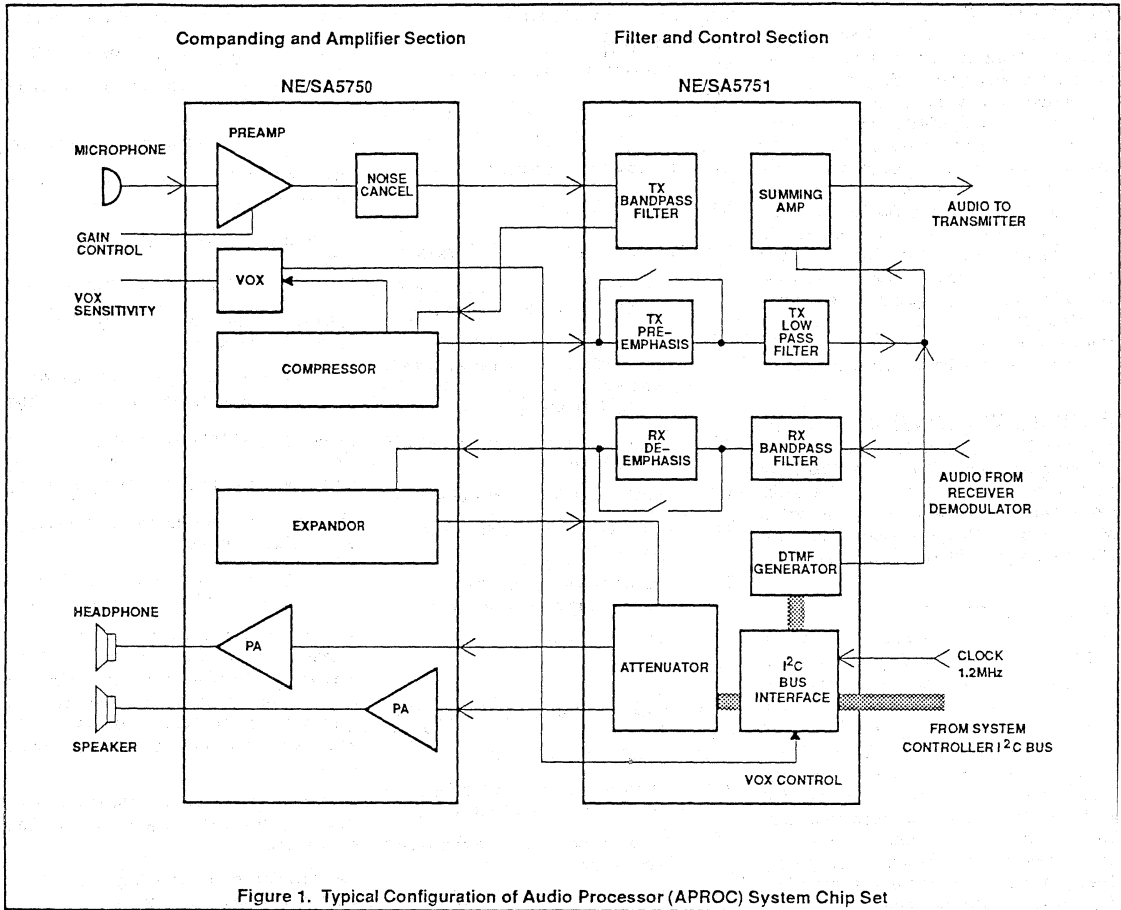 Companding and Amplifier Section
Filter and Control Section
NE/SA5750
NE/SA5751
PREAMP
MICROPHONE
NOISE
CANCEL
TX
BANDPASS
FILTER
SUMMING
AMP
AUDIO TO
TRANSMITTER
GAIN
CONTROL
VOX
VOX
SENSITIVITY
COMPRESSOR
TX
PRE-
EMPHASIS
TX
LOW
PASS
FILTER
RX
DE-
EMPHASIS
RX
BANDPASS
FILTER
AUDIO FROM
RECEIVER
DEMODULATOR
EXPANDOR
DTMF
GENERATOR
HEADPHONE
PA
ATTENUATOR
I²C
BUS
INTERFACE
CLOCK
1.2MHz
PA
SPEAKER
FROM SYSTEM
CONTROLLER I²C BUS
VOX CONTROL
Figure 1. Typical Configuration of Audio Processor (APROC) System Chip Set